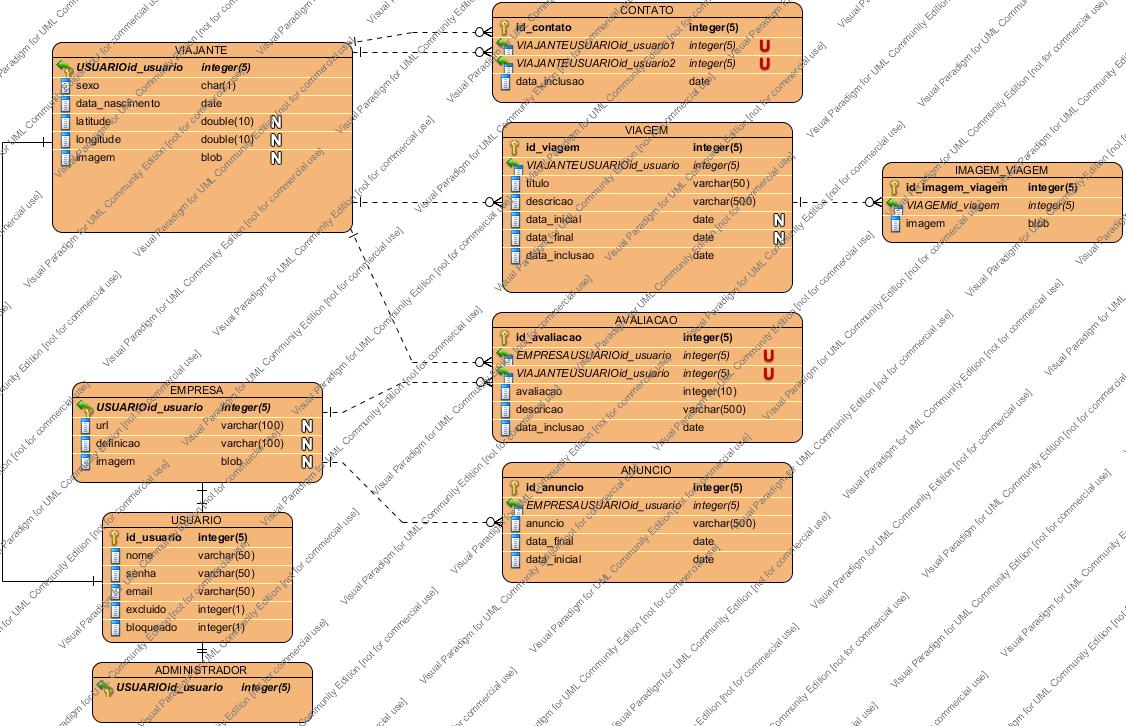 CONTATO
id_contato integer(5)
VIAJANTEUSUARIOid_usuario1 integer(5) U
VIAJANTEUSUARIOid_usuario2 integer(5) U
data_inclusao date
VIAJANTE
USUARIOid_usuario integer(5)
sexo char(1)
data_nascimento date
latitude double(10) N
longitude double(10) N
imagem blob N
VIAGEM
id_viagem integer(5)
VIAJANTEUSUARIOid_usuario integer(5)
titulo varchar(50)
descricao varchar(500)
data_inicial date N
data_final date N
data_inclusao date
IMAGEM_VIAGEM
id_imagem_viagem integer(5)
VIAGEMid_viagem integer(5)
imagem blob
AVALIACAO
id_avaliacao integer(5)
EMPRESAUSUARIOid_usuario integer(5) U
VIAJANTEUSUARIOid_usuario integer(5) U
avaliacao integer(10)
descricao varchar(500)
data_inclusao date
EMPRESA
USUARIOid_usuario integer(5)
url varchar(100) N
definicao varchar(100) N
imagem blob N
ANUNCIO
id_anuncio integer(5)
EMPRESAUSUARIOid_usuario integer(5)
anuncio varchar(500)
data_final date
data_inicial date
USUARIO
id_usuario integer(5)
nome varchar(50)
senha varchar(50)
email varchar(50)
excluido integer(1)
bloqueado integer(1)
ADMINISTRADOR
USUARIOid_usuario integer(5)
Visual Paradigm for UML Community Edition [not for commercial use]